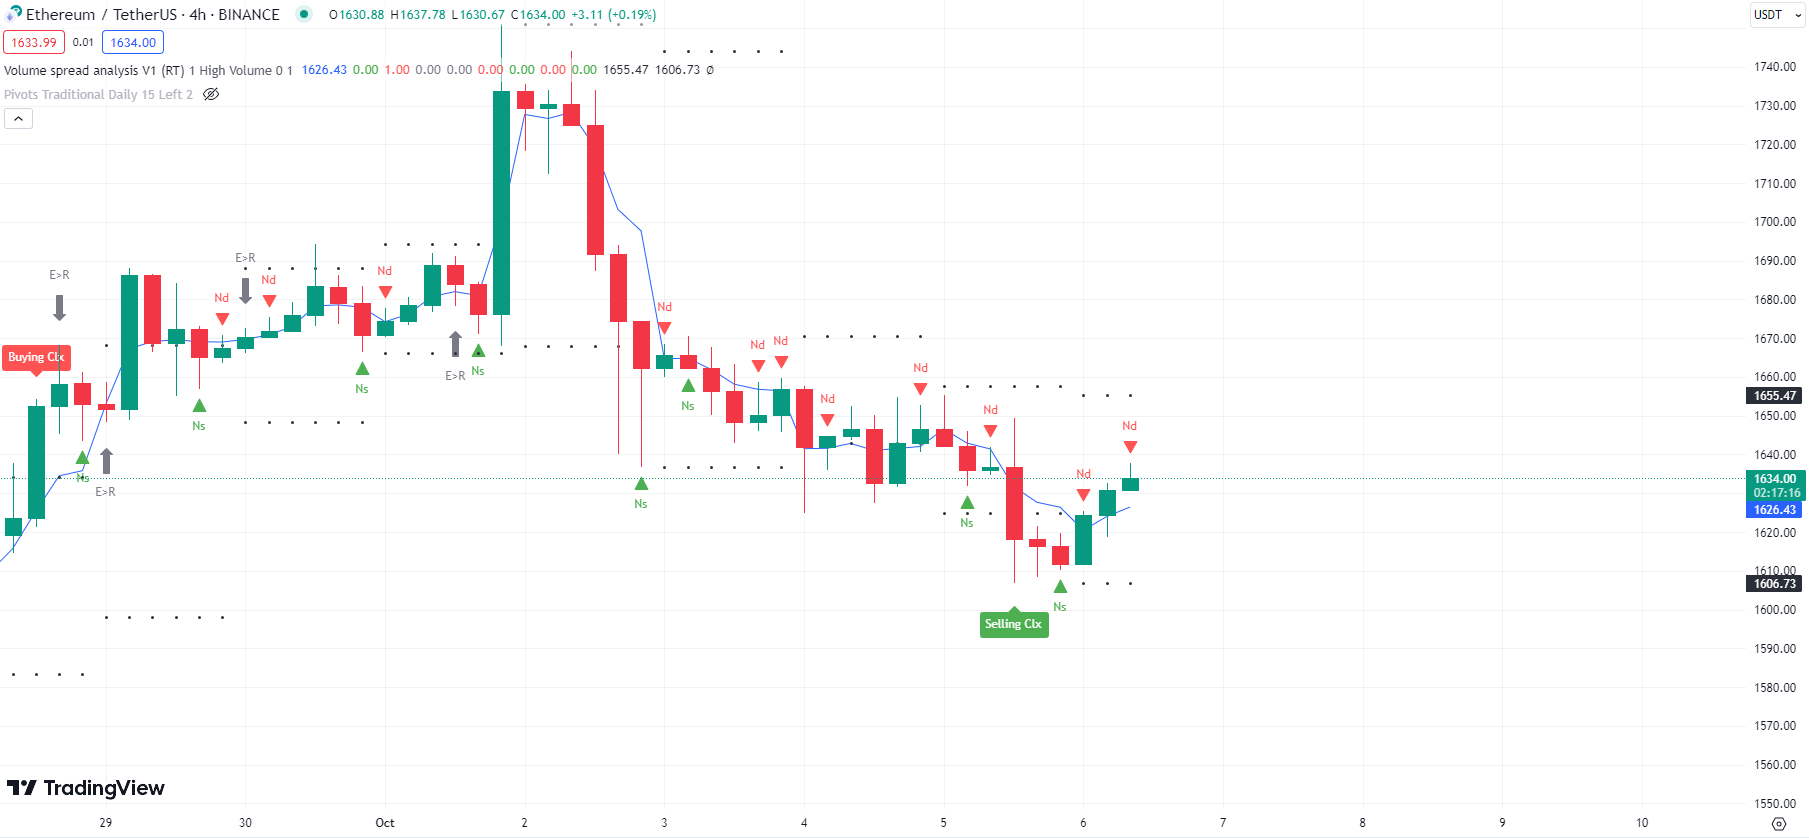 Ethereum / TetherUS · 4h · BINANCE O1630.88 H1637.78 L1630.67 C1634.00 +3.11 (+0.19%)
USDT
1633.99 0.01 1634.00
Volume spread analysis V1 (RT) 1 High Volume 0 1 1626.43 0.00 1.00 0.00 0.00 0.00 0.00 0.00 0.00 1655.47 1606.73 Ø
Pivots Traditional Daily 15 Left 2
1740.00
1730.00
1720.00
1710.00
1700.00
1690.00
1680.00
1670.00
1660.00
1655.47
1650.00
1640.00
1634.00
02:17:16
1626.43
1620.00
1610.00
1606.73
1600.00
1590.00
1580.00
1570.00
1560.00
1550.00
E>R
Buying Clx
Ns
E>R
Ns
Nd
E>R
Nd
Ns
Nd
E>R
Ns
Ns
Nd
Ns
Nd
Nd
Nd
Nd
Ns
Nd
Selling Clx
Ns
Nd
Nd
TradingView
29 30 Oct 2 3 4 5 6 7 8 9 10